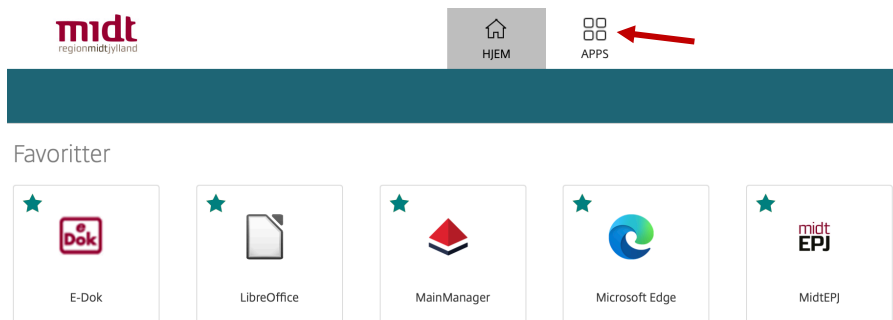 midt
regionmidtjylland
HJEM
APPS
Favoritter
e
Dok
midt
EPJ
E-Dok
LibreOffice
MainManager
Microsoft Edge
MidtEPJ